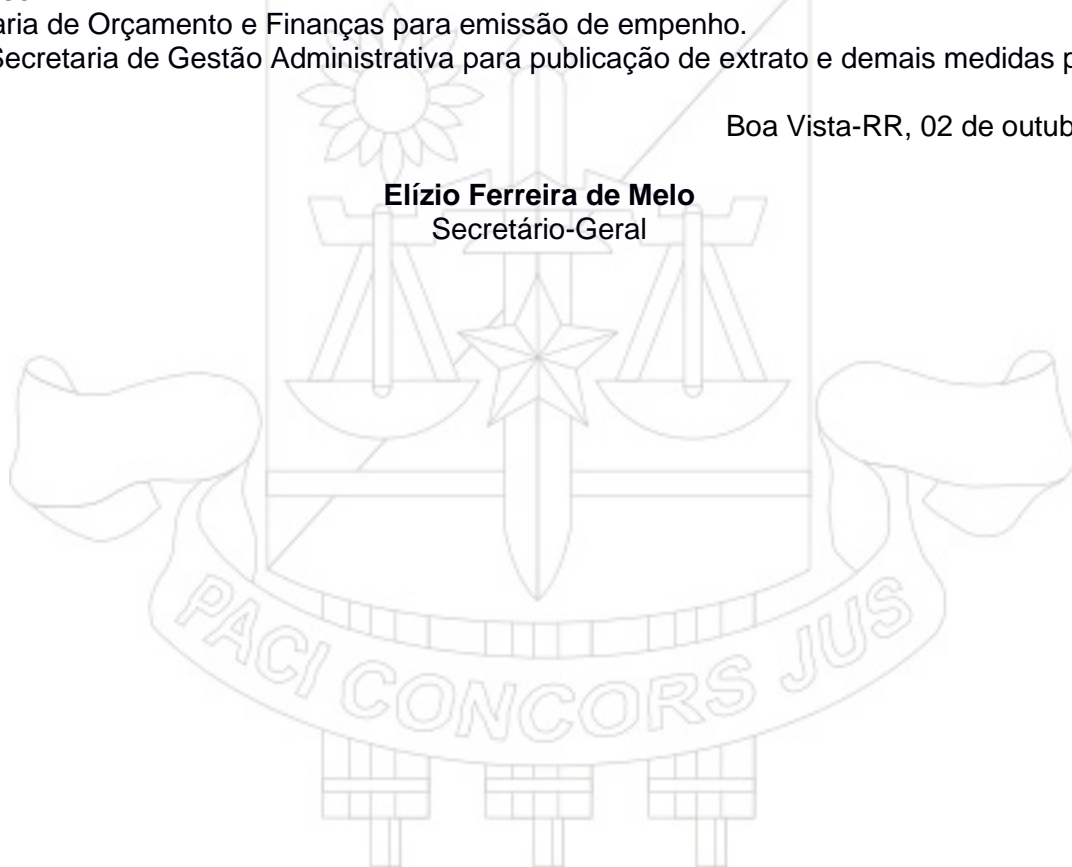 aria de Orçamento e Finanças para emissão de empenho.
Secretaria de Gestão Administrativa para publicação de extrato e demais medidas p
Boa Vista-RR, 02 de outub
Elízio Ferreira de Melo
Secretário-Geral
PACI CONCORS JUS